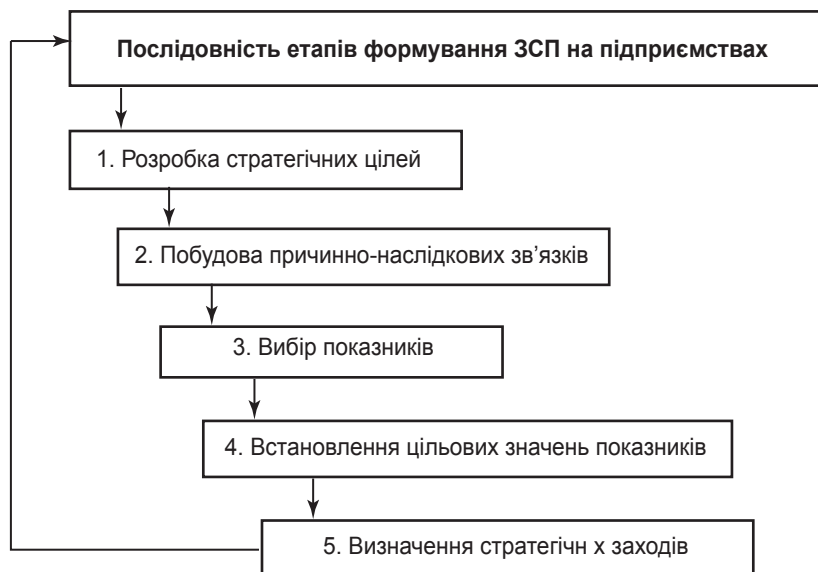 Послідовність етапів формування ЗСП на підприємствах
1. Розробка стратегічних цілей
2. Побудова причинно-наслідкових зв’язків
3. Вибір показників
4. Встановлення цільових значень показників
5. Визначення стратегічн х заходів